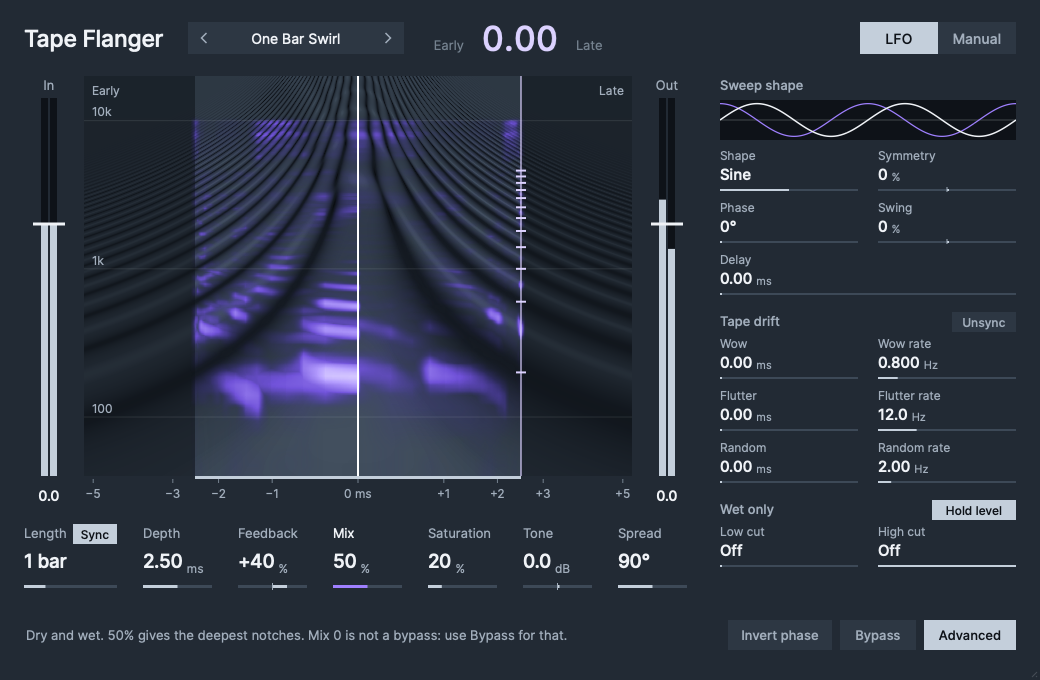 Tape Flanger
One Bar Swirl
Early 0.00 Late
LFO Manual
In
Early Late
10k
1k
100
−5 −3 −2 −1 0 ms +1 +2 +3 +5
0.0
Out
0.0
Sweep shape
Shape Symmetry
Sine 0 %
Phase Swing
0° 0 %
Delay
0.00 ms
Tape drift Unsync
Wow Wow rate
0.00 ms 0.800 Hz
Flutter Flutter rate
0.00 ms 12.0 Hz
Random Random rate
0.00 ms 2.00 Hz
Wet only Hold level
Low cut High cut
Off Off
Length Sync Depth Feedback Mix Saturation Tone Spread
1 bar 2.50 ms +40 % 50 % 20 % 0.0 dB 90°
Dry and wet. 50% gives the deepest notches. Mix 0 is not a bypass: use Bypass for that.
Invert phase Bypass Advanced